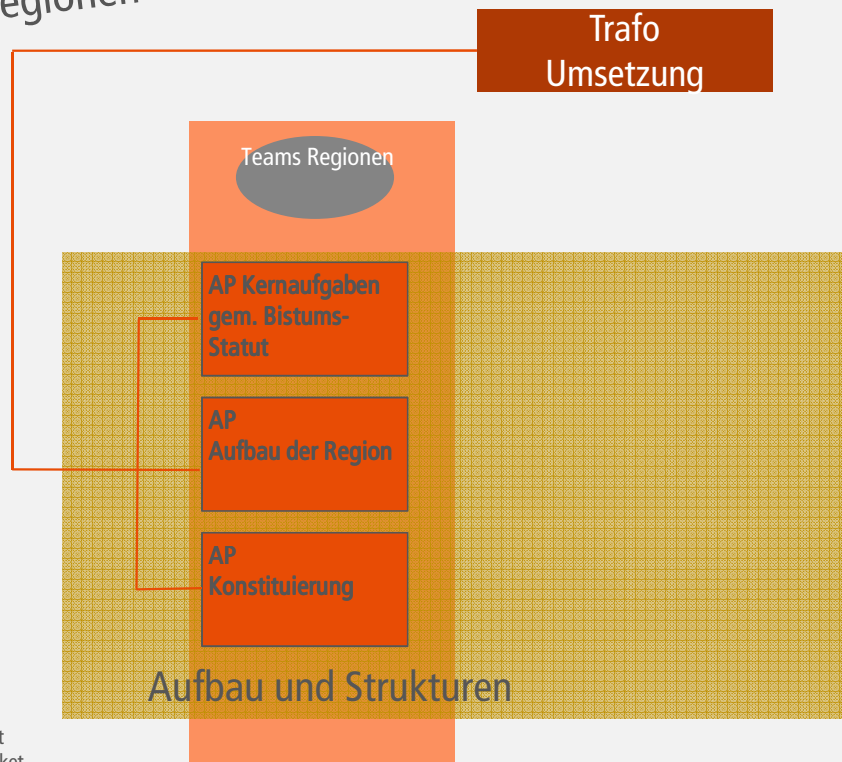 Trafo
Umsetzung
Teams Regionen
AP Kernaufgaben
gem. Bistums-
Statut
AP
Aufbau der Region
AP
Konstituierung
Aufbau und Strukturen